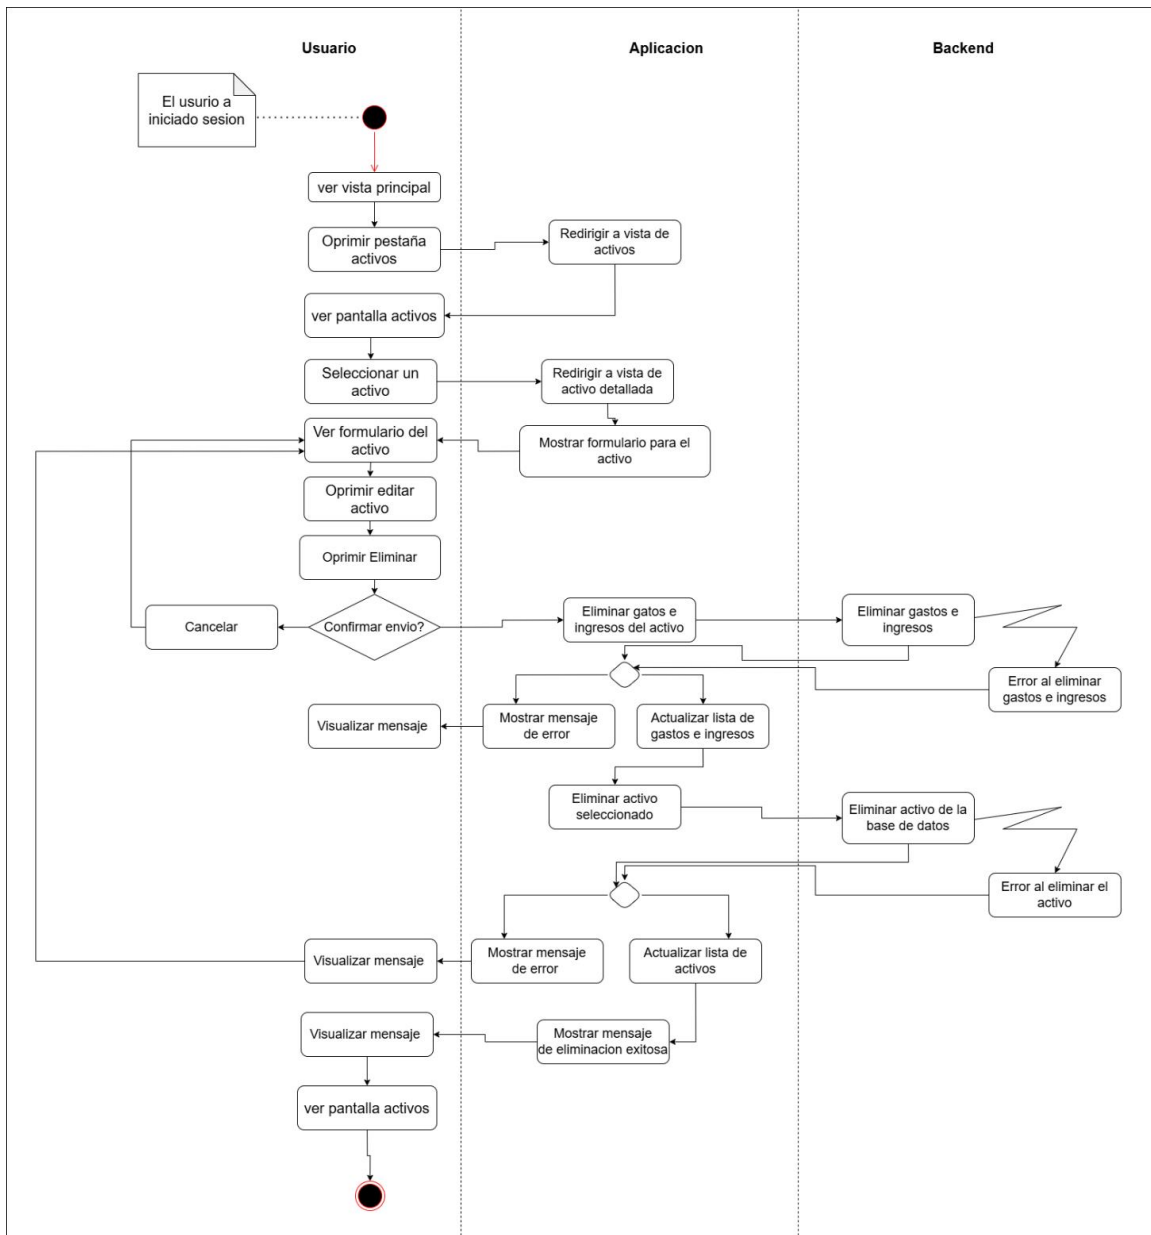 Usuario
Aplicacion
Backend
El usurio a
iniciado sesion
ver vista principal
Oprimir pestaña
activos
Redirigir a vista de
activos
ver pantalla activos
Seleccionar un
activo
Redirigir a vista de
activo detallada
Ver formulario del
activo
Mostrar formulario para el
activo
Oprimir editar
activo
Oprimir Eliminar
Cancelar
Confirmar envio?
Eliminar gatos e
ingresos del activo
Eliminar gastos e
ingresos
Error al eliminar
gastos e ingresos
Visualizar mensaje
Mostrar mensaje
de error
Actualizar lista de
gastos e ingresos
Eliminar activo
seleccionado
Eliminar activo de la
base de datos
Error al eliminar el
activo
Visualizar mensaje
Mostrar mensaje
de error
Actualizar lista de
activos
Visualizar mensaje
Mostrar mensaje
de eliminacion exitosa
ver pantalla activos